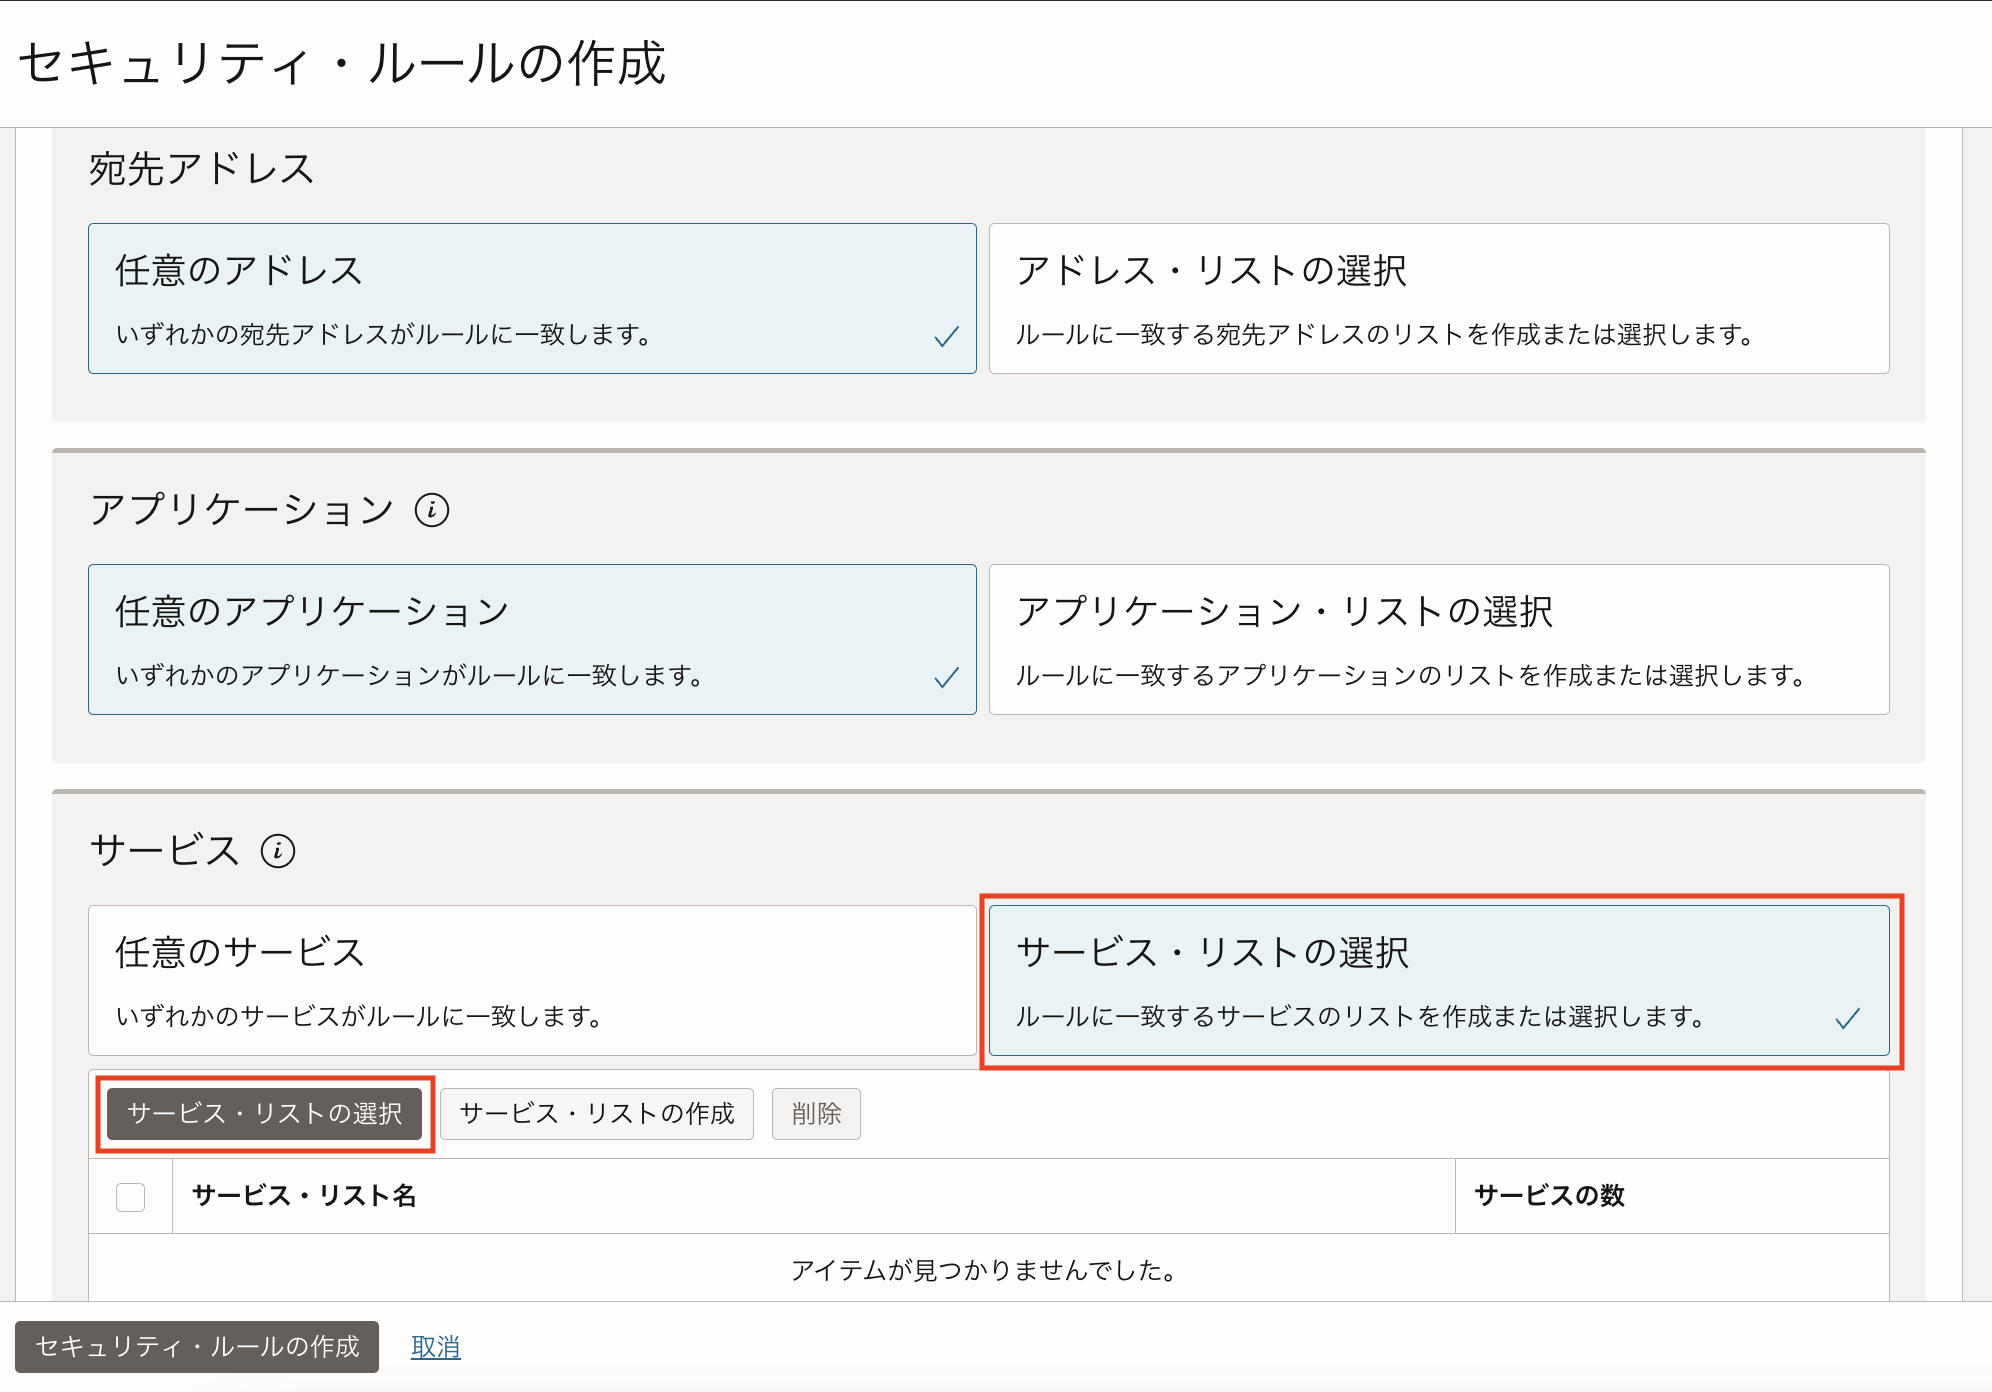 セキュリティ・ルールの作成
宛先アドレス
任意のアドレス
いずれかの宛先アドレスがルールに一致します。
アドレス・リストの選択
ルールに一致する宛先アドレスのリストを作成または選択します。
アプリケーション
任意のアプリケーション
いずれかのアプリケーションがルールに一致します。
アプリケーション・リストの選択
ルールに一致するアプリケーションのリストを作成または選択します。
サービス
任意のサービス
いずれかのサービスがルールに一致します。
サービス・リストの選択
ルールに一致するサービスのリストを作成または選択します。
サービス・リストの選択 サービス・リストの作成 削除
サービス・リスト名 サービスの数
アイテムが見つかりませんでした。
セキュリティ・ルールの作成 取消